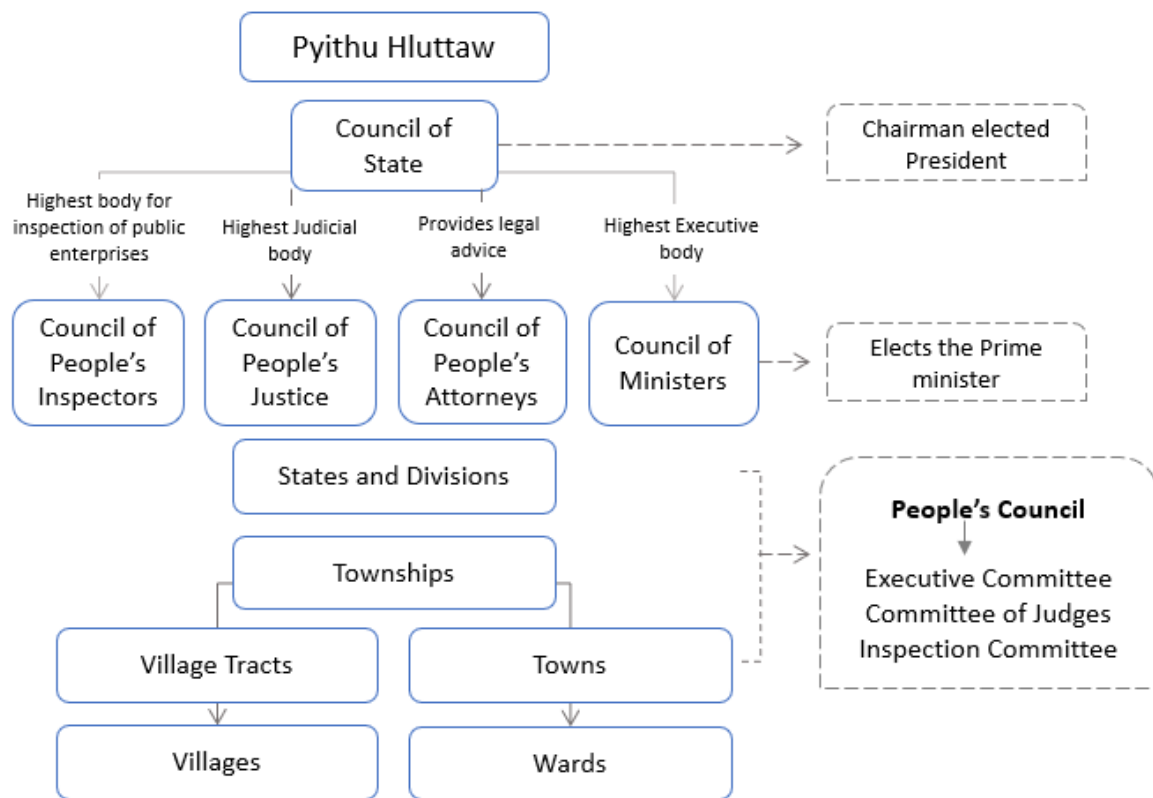 Pyithu Hluttaw
Council of
State
Chairman elected
President
Highest body for
inspection of public
enterprises
Highest Judicial
body
Provides legal
advice
Highest Executive
body
Council of
People's
Inspectors
Council of
People's
Justice
Council of
People's
Attorneys
Council of
Ministers
Elects the Prime
minister
States and Divisions
People's Council
Executive Committee
Committee of Judges
Inspection Committee
Townships
Village Tracts
Towns
Villages
Wards